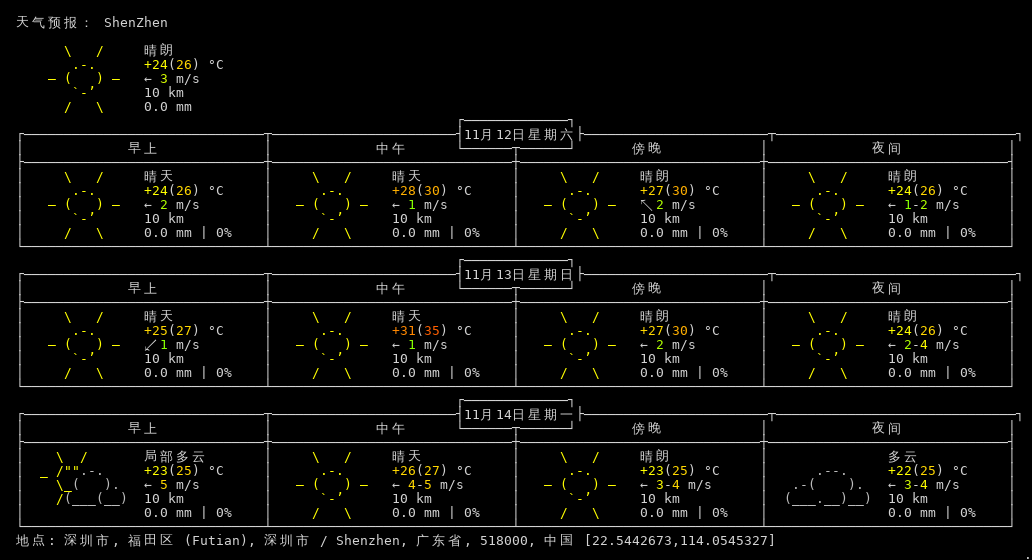 天气预报： ShenZhen
晴朗
+24(26) °C
← 3 m/s
10 km
0.0 mm
11月12日星期六
早上 中午 傍晚 夜间
晴天 晴天 晴朗 晴朗
+24(26) °C +28(30) °C +27(30) °C +24(26) °C
← 2 m/s ← 1 m/s ↖ 2 m/s ← 1-2 m/s
10 km 10 km 10 km 10 km
0.0 mm | 0% 0.0 mm | 0% 0.0 mm | 0% 0.0 mm | 0%
11月13日星期日
早上 中午 傍晚 夜间
晴天 晴天 晴朗 晴朗
+25(27) °C +31(35) °C +27(30) °C +24(26) °C
↙ 1 m/s ← 1 m/s ← 2 m/s ← 2-4 m/s
10 km 10 km 10 km 10 km
0.0 mm | 0% 0.0 mm | 0% 0.0 mm | 0% 0.0 mm | 0%
11月14日星期一
早上 中午 傍晚 夜间
局部多云 晴天 晴朗 多云
+23(25) °C +26(27) °C +23(25) °C +22(25) °C
← 5 m/s ← 4-5 m/s ← 3-4 m/s ← 3-4 m/s
10 km 10 km 10 km 10 km
0.0 mm | 0% 0.0 mm | 0% 0.0 mm | 0% 0.0 mm | 0%
地点: 深圳市, 福田区 (Futian), 深圳市 / Shenzhen, 广东省, 518000, 中国 [22.5442673,114.0545327]